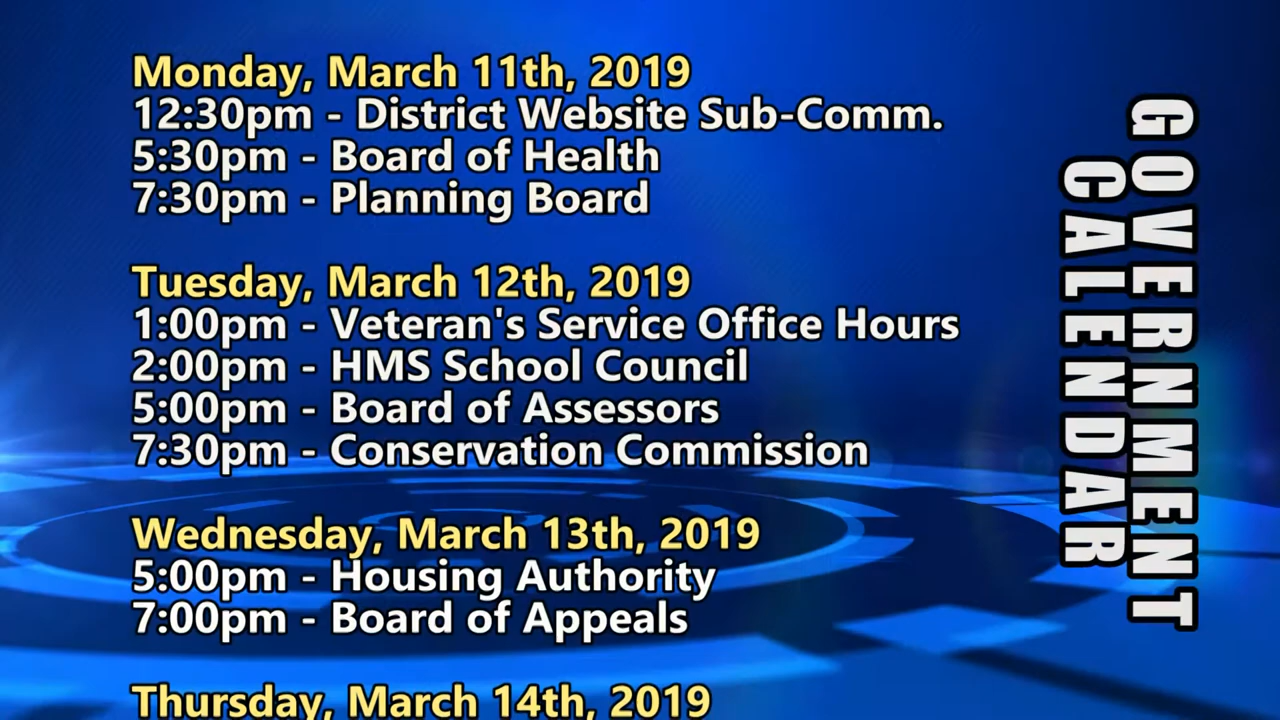 Monday, March 11th, 2019
12:30pm - District Website Sub-Comm.
5:30pm - Board of Health
7:30pm - Planning Board
Tuesday, March 12th, 2019
1:00pm - Veteran's Service Office Hours
2:00pm - HMS School Council
5:00pm - Board of Assessors
7:30pm - Conservation Commission
Wednesday, March 13th, 2019
5:00pm - Housing Authority
7:00pm - Board of Appeals
Thursday, March 14th, 2019
GOVERNMENT
CALENDAR